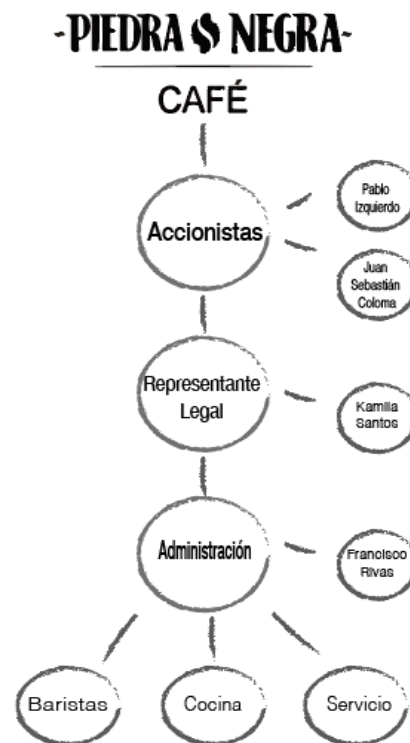 -PIEDRA NEGRA-
CAFÉ
Accionistas
Pablo
Izquierdo
Juan
Sebastián
Coloma
Representante
Legal
Kamila
Santos
Administración
Francisco
Rivas
Baristas
Cocina
Servicio